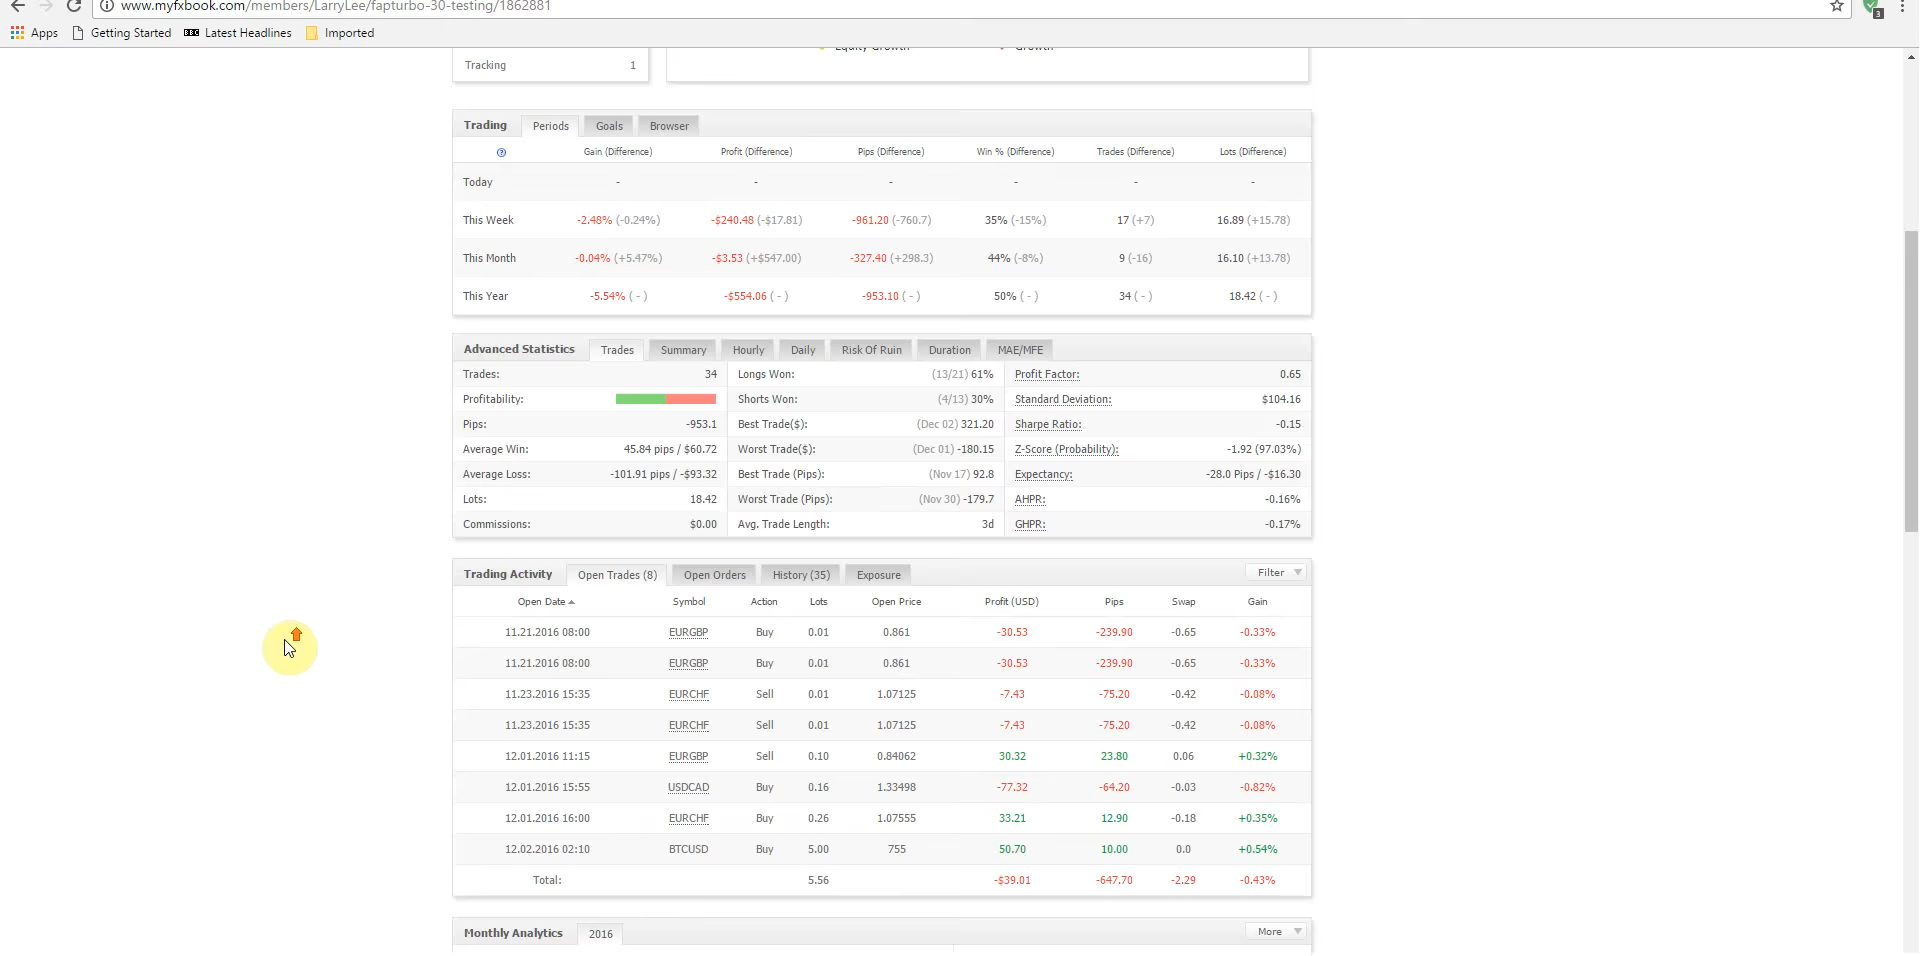 www.myfxbook.com/members/LarryLee/fapturbo-30-testing/1862881
3
Apps Getting Started BBC Latest Headlines Imported
Equity Growth Growth
Tracking 1
Trading Periods Goals Browser
Gain (Difference) Profit (Difference) Pips (Difference) Win % (Difference) Trades (Difference) Lots (Difference)
Today - - - - - -
This Week -2.48% (-0.24%) -$240.48 (-$17.81) -961.20 (-760.7) 35% (-15%) 17 (+7) 16.89 (+15.78)
This Month -0.04% (+5.47%) -$3.53 (+$547.00) -327.40 (+298.3) 44% (-8%) 9 (-16) 16.10 (+13.78)
This Year -5.54% ( - ) -$554.06 ( - ) -953.10 ( - ) 50% ( - ) 34 ( - ) 18.42 ( - )
Advanced Statistics Trades Summary Hourly Daily Risk Of Ruin Duration MAE/MFE
Trades: 34 Longs Won: (13/21) 61% Profit Factor: 0.65
Profitability: Shorts Won: (4/13) 30% Standard Deviation: $104.16
Pips: -953.1 Best Trade($): (Dec 02) 321.20 Sharpe Ratio: -0.15
Average Win: 45.84 pips / $60.72 Worst Trade($): (Dec 01) -180.15 Z-Score (Probability): -1.92 (97.03%)
Average Loss: -101.91 pips / -$93.32 Best Trade (Pips): (Nov 17) 92.8 Expectancy: -28.0 Pips / -$16.30
Lots: 18.42 Worst Trade (Pips): (Nov 30) -179.7 AHPR: -0.16%
Commissions: $0.00 Avg. Trade Length: 3d GHPR: -0.17%
Trading Activity Open Trades (8) Open Orders History (35) Exposure Filter
Open Date Symbol Action Lots Open Price Profit (USD) Pips Swap Gain
11.21.2016 08:00 EURGBP Buy 0.01 0.861 -30.53 -239.90 -0.65 -0.33%
11.21.2016 08:00 EURGBP Buy 0.01 0.861 -30.53 -239.90 -0.65 -0.33%
11.23.2016 15:35 EURCHF Sell 0.01 1.07125 -7.43 -75.20 -0.42 -0.08%
11.23.2016 15:35 EURCHF Sell 0.01 1.07125 -7.43 -75.20 -0.42 -0.08%
12.01.2016 11:15 EURGBP Sell 0.10 0.84062 30.32 23.80 0.06 +0.32%
12.01.2016 15:55 USDCAD Buy 0.16 1.33498 -77.32 -64.20 -0.03 -0.82%
12.01.2016 16:00 EURCHF Buy 0.26 1.07555 33.21 12.90 -0.18 +0.35%
12.02.2016 02:10 BTCUSD Buy 5.00 755 50.70 10.00 0.0 +0.54%
Total: 5.56 -$39.01 -647.70 -2.29 -0.43%
Monthly Analytics 2016 More